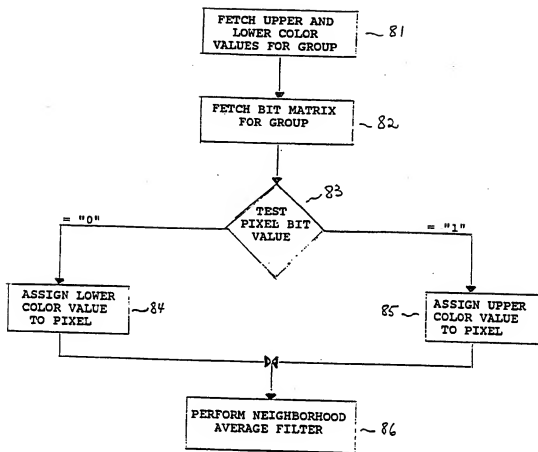 FETCH UPPER AND
LOWER COLOR
VALUES FOR GROUP
81
FETCH BIT MATRIX
FOR GROUP
82
83
TEST
PIXEL BIT
VALUE
= "0"
= "1"
ASSIGN LOWER
COLOR VALUE
TO PIXEL
84
85
ASSIGN UPPER
COLOR VALUE
TO PIXEL
PERFORM NEIGHBORHOOD
AVERAGE FILTER
86